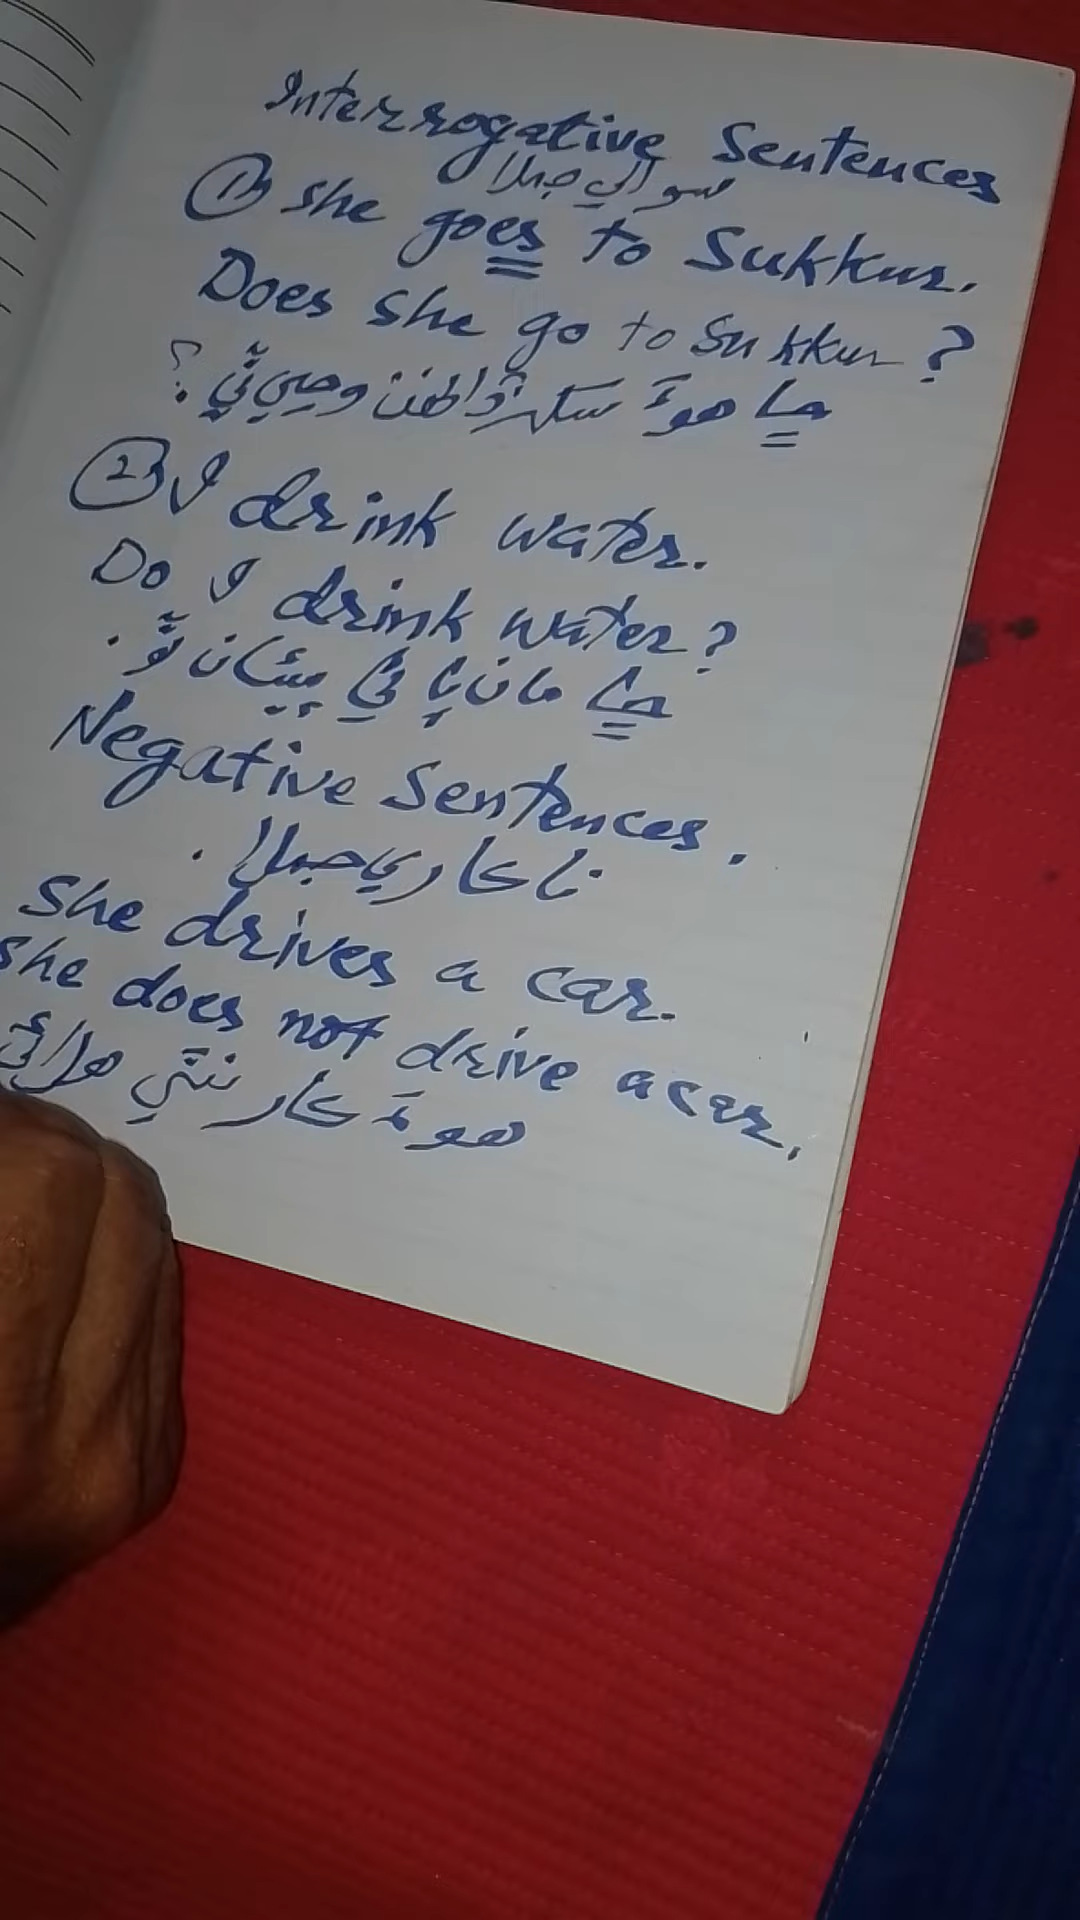 Interrogative Sentences
سوالي جملا
① She goes to Sukkur.
Does She go to Sukkur ?
ڇا هوءَ سکر ڏانهن وڃي ٿي ؟
② I drink water.
Do I drink water ?
ڇا مان پاڻي پيئان ٿو .
Negative Sentences .
ناڪاري جملا .
She drives a car.
She does not drive a car.
هوءَ ڪار نٿي